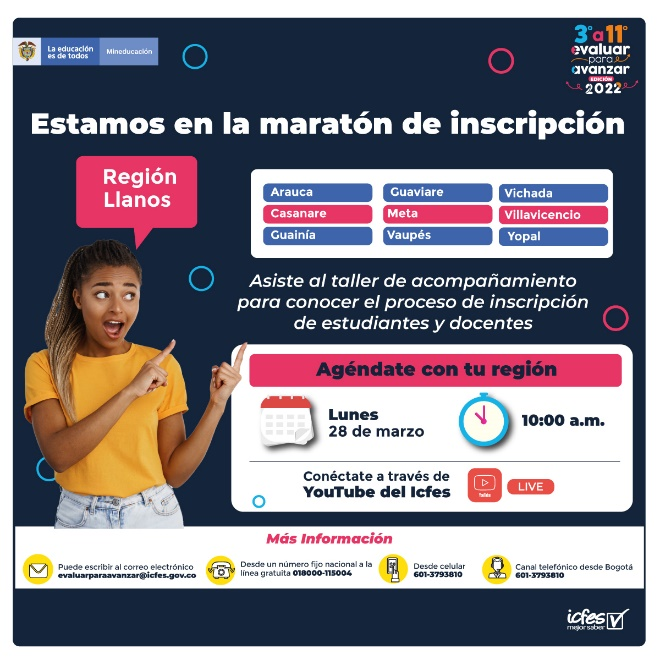 La educación
es de todos
Mineducación
3° a 11°
evaluar
para
avanzar
EDICIÓN
2022
Estamos en la maratón de inscripción
Región
Llanos
Arauca Guaviare Vichada
Casanare Meta Villavicencio
Guainía Vaupés Yopal
Asiste al taller de acompañamiento
para conocer el proceso de inscripción
de estudiantes y docentes
Agéndate con tu región
Lunes
28 de marzo
10:00 a.m.
Conéctate a través de
YouTube del Icfes
YouTube
LIVE
Más Información
Puede escribir al correo electrónico
evaluarparaavanzar@icfes.gov.co
Desde un número fijo nacional a la
línea gratuita 018000-115004
Desde celular
601-3793810
Canal telefónico desde Bogotá
601-3793810
icfes
mejor saber